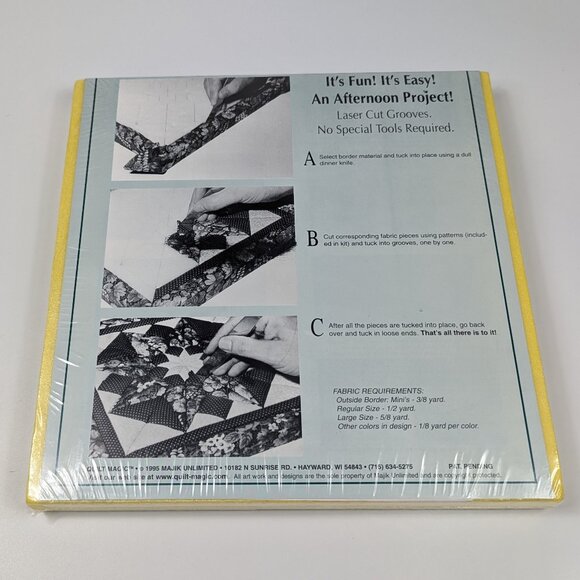 It's Fun! It's Easy!
An Afternoon Project!
Laser Cut Grooves.
No Special Tools Required.
A Select border material and tuck into place using a dull
dinner knife.
B Cut corresponding fabric pieces using patterns (includ-
ed in kit) and tuck into grooves, one by one.
C After all the pieces are tucked into place, go back
over and tuck in loose ends. That's all there is to it!
FABRIC REQUIREMENTS:
Outside Border: Mini's - 3/8 yard.
Regular Size - 1/2 yard.
Large Size - 5/8 yard.
Other colors in design - 1/8 yard per color.
QUILT MAGIC™ • © 1995 MAJIK UNLIMITED • 10182 N SUNRISE RD. • HAYWARD, WI 54843 • (715) 634-5275 PAT. PENDING
Visit our web site at www.quilt-magic.com. All art work and designs are the sole property of Majik Unlimited and are copyright protected.